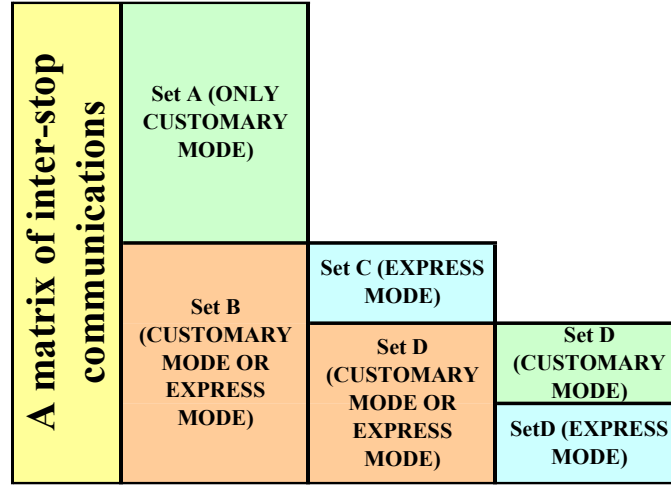 A matrix of inter-stop
communications
Set A (ONLY
CUSTOMARY
MODE)
Set B
(CUSTOMARY
MODE OR
EXPRESS
MODE)
Set C (EXPRESS
MODE)
Set D
(CUSTOMARY
MODE OR
EXPRESS
MODE)
Set D
(CUSTOMARY
MODE)
SetD (EXPRESS
MODE)